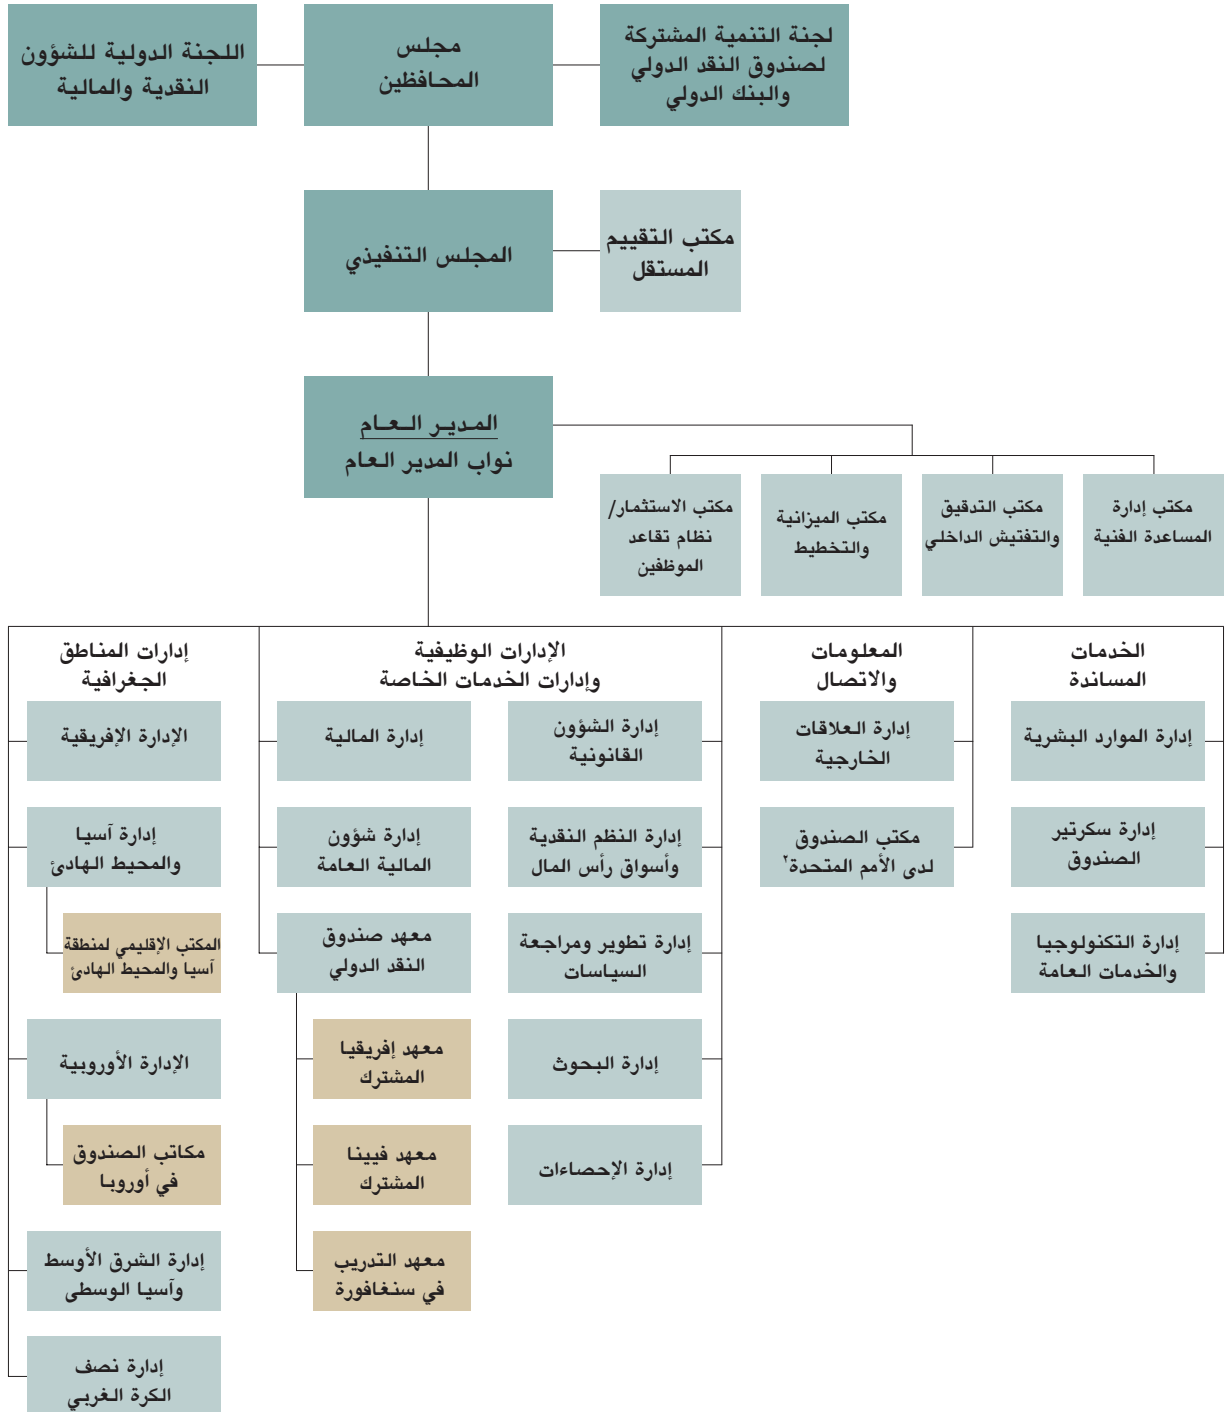 لجنة التنمية المشتركة
لصندوق النقد الدولي
والبنك الدولي
مجلس
المحافظين
اللجنة الدولية للشؤون
النقدية والمالية
مكتب التقييم
المستقل
المجلس التنفيذي
المدير العام
نواب المدير العام
مكتب إدارة
المساعدة الفنية
مكتب التدقيق
والتفتيش الداخلي
مكتب الميزانية
والتخطيط
مكتب الاستثمار/
نظام تقاعد
الموظفين
الخدمات
المساندة
إدارة الموارد البشرية
إدارة سكرتير
الصندوق
إدارة التكنولوجيا
والخدمات العامة
المعلومات
والاتصال
إدارة العلاقات
الخارجية
مكتب الصندوق
لدى الأمم المتحدة٢
الإدارات الوظيفية
وإدارات الخدمات الخاصة
إدارة الشؤون
القانونية
إدارة النظم النقدية
وأسواق رأس المال
إدارة تطوير ومراجعة
السياسات
إدارة البحوث
إدارة الإحصاءات
إدارة المالية
إدارة شؤون
المالية العامة
معهد صندوق
النقد الدولي
معهد إفريقيا
المشترك
معهد فيينا
المشترك
معهد التدريب
في سنغافورة
إدارات المناطق
الجغرافية
الإدارة الإفريقية
إدارة آسيا
والمحيط الهادئ
المكتب الإقليمي لمنطقة
آسيا والمحيط الهادئ
الإدارة الأوروبية
مكاتب الصندوق
في أوروبا
إدارة الشرق الأوسط
وآسيا الوسطى
إدارة نصف
الكرة الغربي